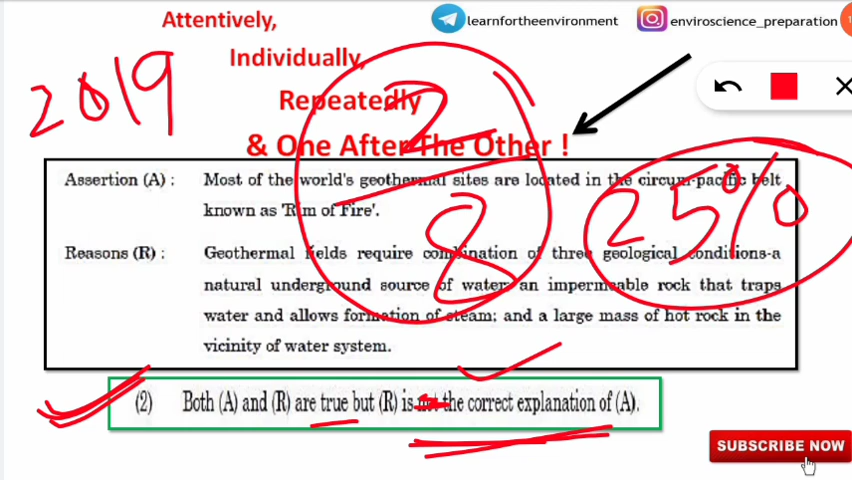 Attentively,
learnfortheenvironment
enviroscience_preparation
Individually,
2019
Repeatedly
& One After The Other !
2
8
25%
Assertion (A) : Most of the world's geothermal sites are located in the circum-pacific belt
known as 'Rim of Fire'.
Reasons (R) : Geothermal fields require combination of three geological conditions-a
natural underground source of water, an impermeable rock that traps
water and allows formation of steam; and a large mass of hot rock in the
vicinity of water system.
(2) Both (A) and (R) are true but (R) is not the correct explanation of (A).
SUBSCRIBE NOW